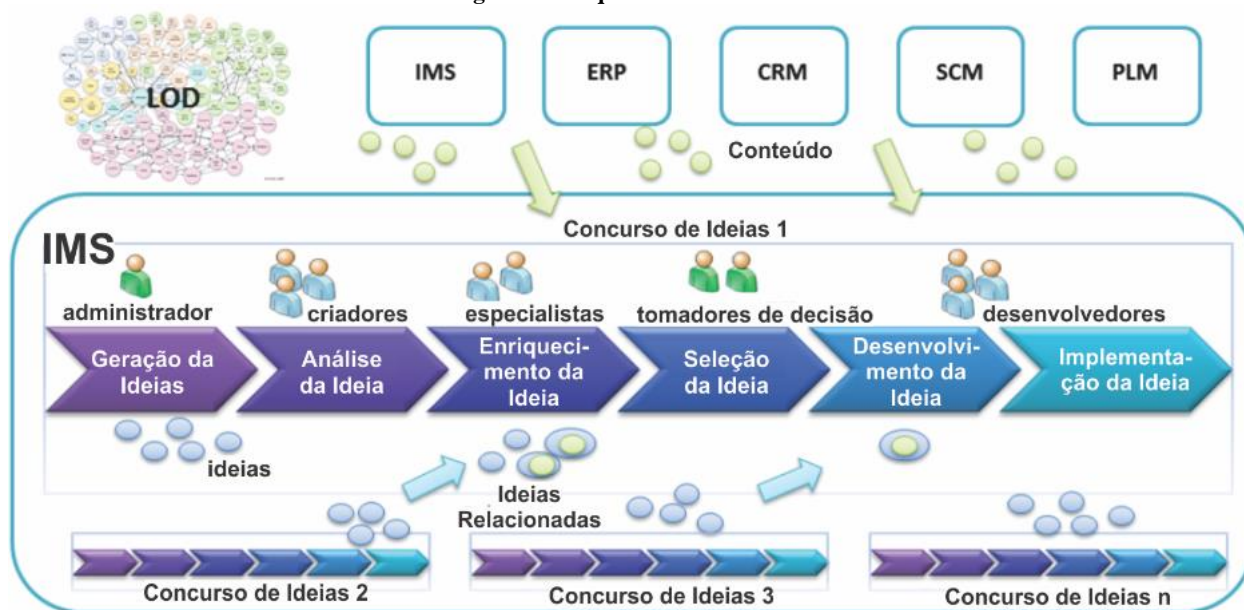 LOD
IMS
ERP
CRM
SCM
PLM
Conteúdo
Concurso de Ideias 1
IMS
administrador
criadores
especialistas
tomadores de decisão
desenvolvedores
Geração da
Ideias
Análise
da Ideia
Enriqueci-
mento da
Ideia
Seleção
da Ideia
Desenvolvi-
mento da
Ideia
Implementa-
ção da Ideia
ideias
Ideias
Relacionadas
Concurso de Ideias 2
Concurso de Ideias 3
Concurso de Ideias n